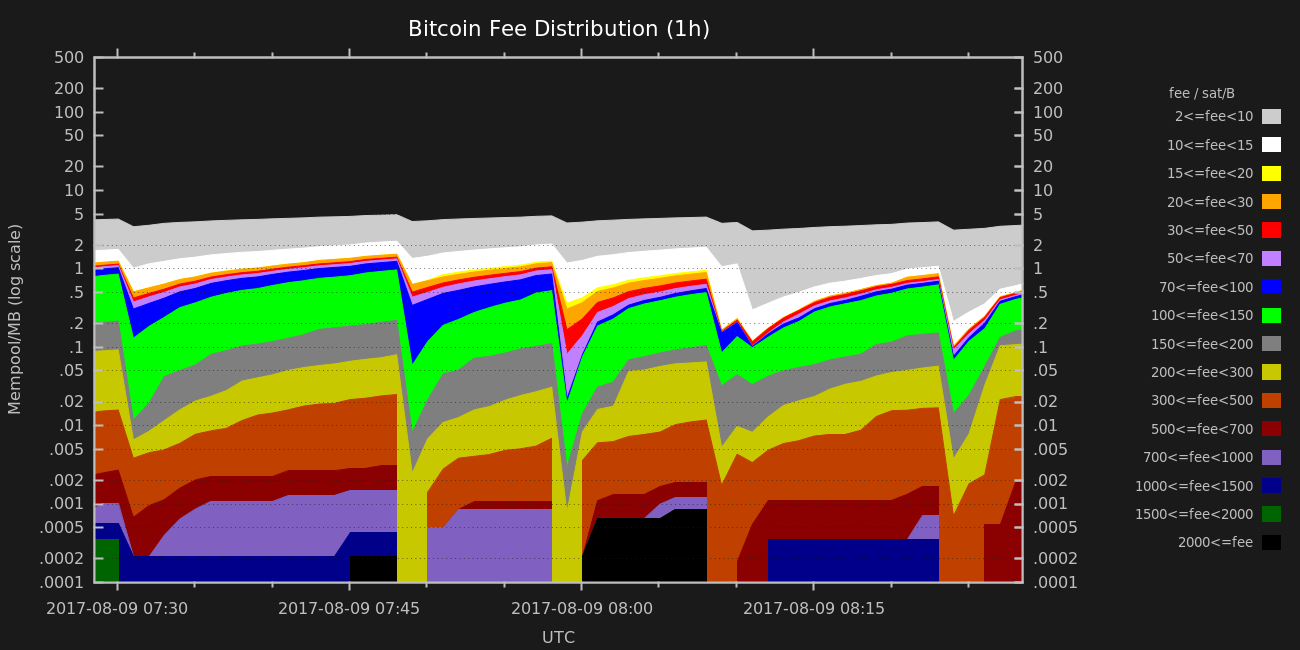 Bitcoin Fee Distribution (1h)
500 500
200 200
100 100
50 50
20 20
10 10
5 5
2 2
1 1
.5 .5
.2 .2
.1 .1
.05 .05
.02 .02
.01 .01
.005 .005
.002 .002
.001 .001
.0005 .0005
.0002 .0002
.0001 .0001
Mempool/MB (log scale)
2017-08-09 07:30 2017-08-09 07:45 2017-08-09 08:00 2017-08-09 08:15
UTC
fee / sat/B
2<=fee<10
10<=fee<15
15<=fee<20
20<=fee<30
30<=fee<50
50<=fee<70
70<=fee<100
100<=fee<150
150<=fee<200
200<=fee<300
300<=fee<500
500<=fee<700
700<=fee<1000
1000<=fee<1500
1500<=fee<2000
2000<=fee